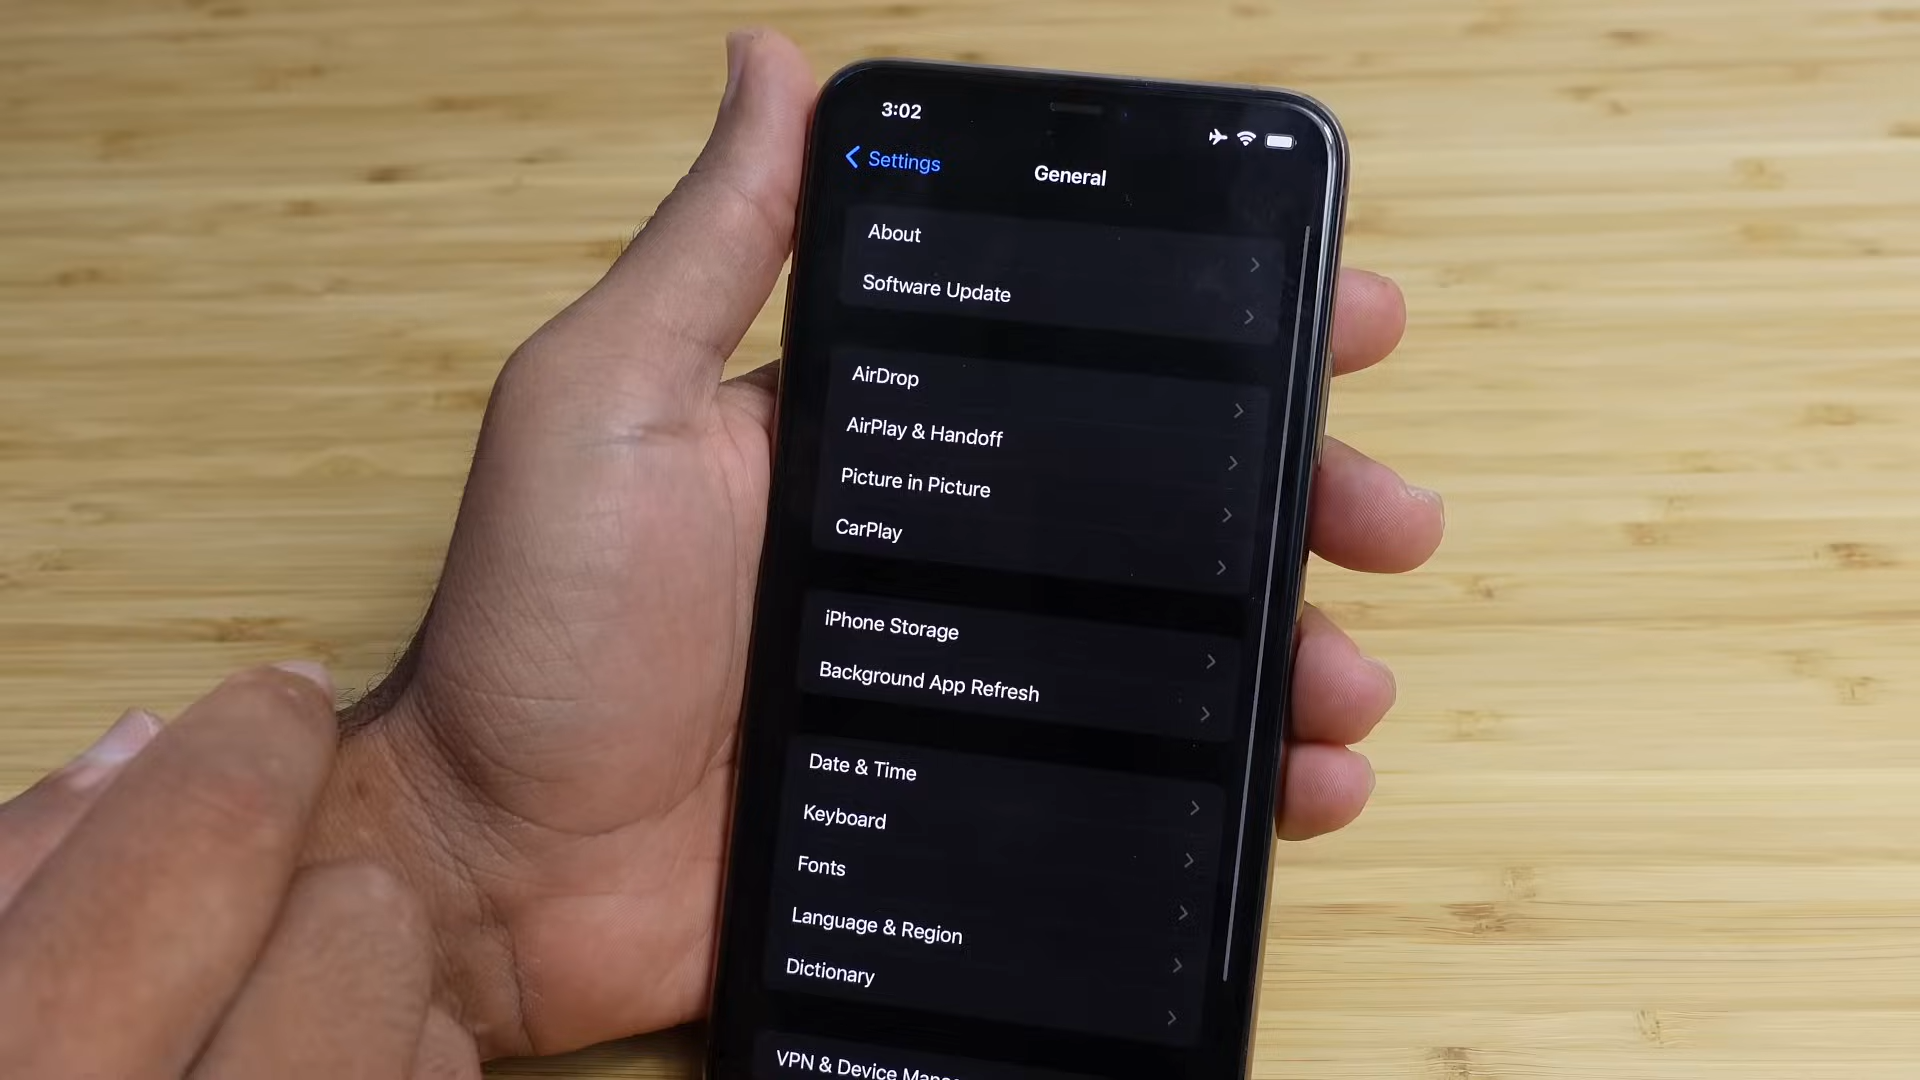 3:02
Settings
General
About
Software Update
AirDrop
AirPlay & Handoff
Picture in Picture
CarPlay
iPhone Storage
Background App Refresh
Date & Time
Keyboard
Fonts
Language & Region
Dictionary
VPN & Device